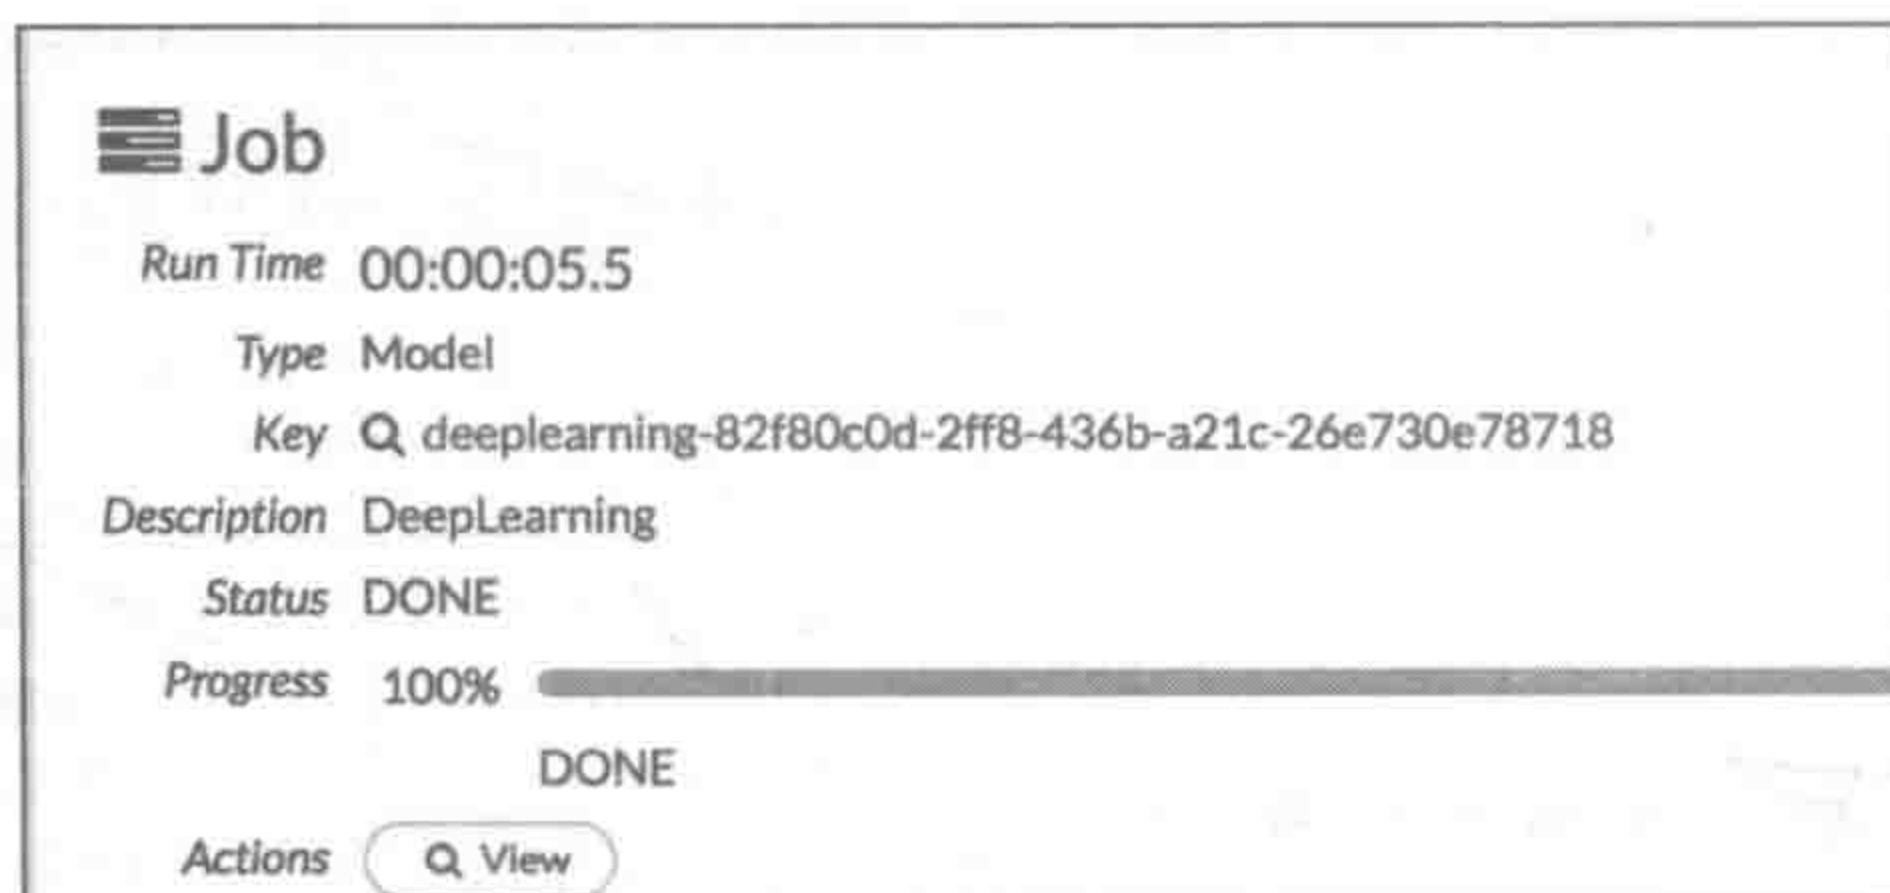 Job
Run Time 00:00:05.5
Type Model
Key deeplearning-82f80c0d-2ff8-436b-a21c-26e730e78718
Description DeepLearning
Status DONE
Progress 100%
DONE
Actions View